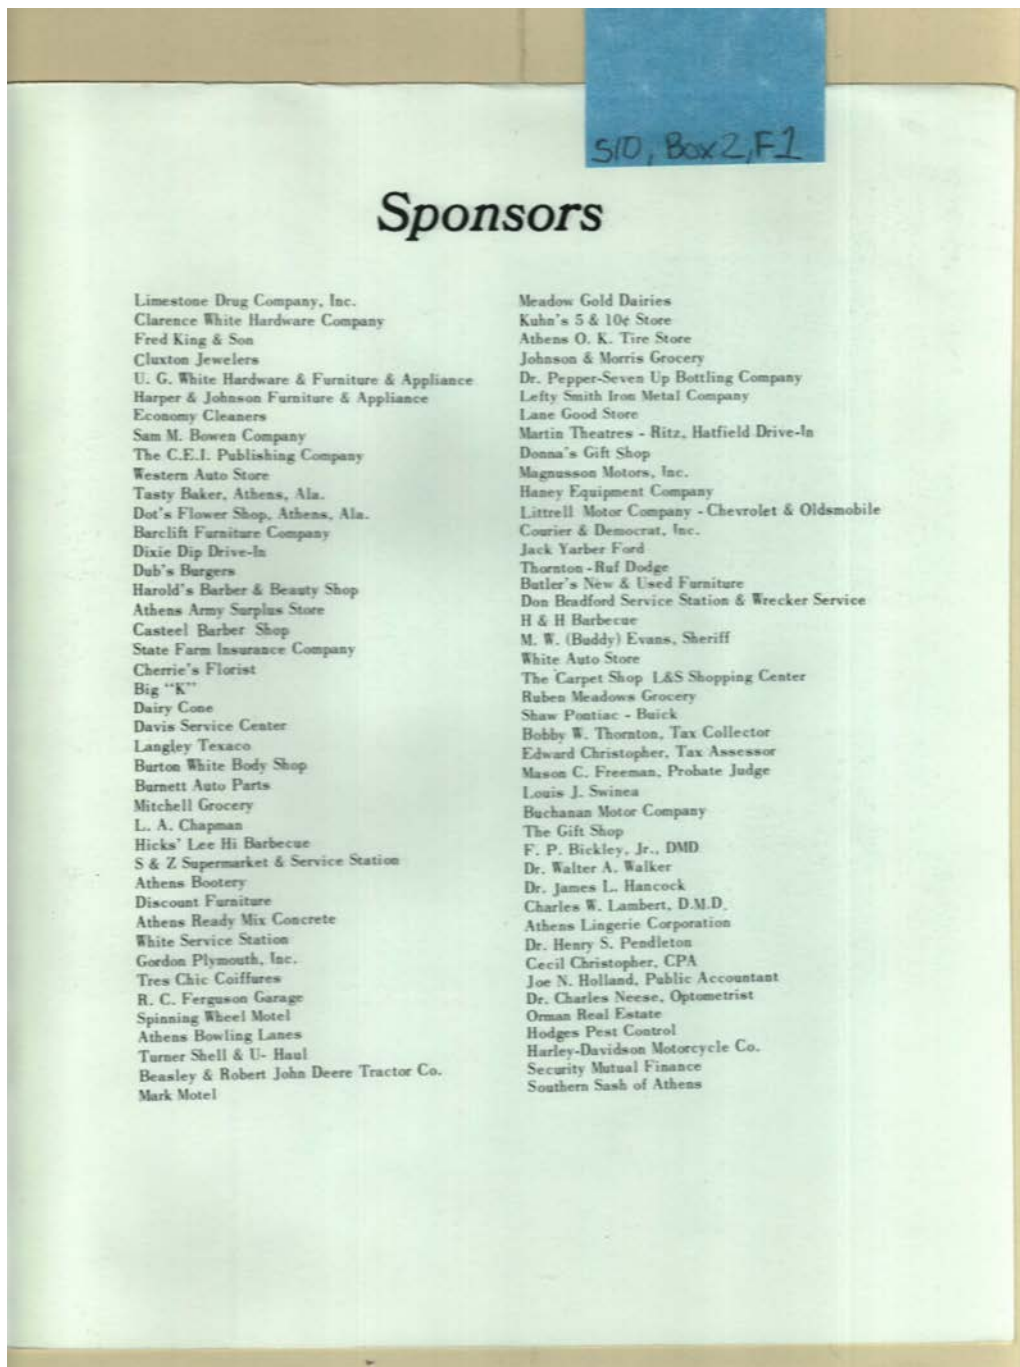 S10, Box 2, F1
Sponsors
Limestone Drug Company, Inc.
Clarence White Hardware Company
Fred King & Son
Cluxton Jewelers
U. G. White Hardware & Furniture & Appliance
Harper & Johnson Furniture & Appliance
Economy Cleaners
Sam M. Bowen Company
The C.E.I. Publishing Company
Western Auto Store
Tasty Baker, Athens, Ala.
Dot's Flower Shop, Athens, Ala.
Barclift Furniture Company
Dixie Dip Drive-In
Dub's Burgers
Harold's Barber & Beauty Shop
Athens Army Surplus Store
Casteel Barber Shop
State Farm Insurance Company
Cherrie's Florist
Big "K"
Dairy Cone
Davis Service Center
Langley Texaco
Burton White Body Shop
Burnett Auto Parts
Mitchell Grocery
L. A. Chapman
Hicks' Lee Hi Barbecue
S & Z Supermarket & Service Station
Athens Bootery
Discount Furniture
Athens Ready Mix Concrete
White Service Station
Gordon Plymouth, Inc.
Tres Chic Coiffures
R. C. Ferguson Garage
Spinning Wheel Motel
Athens Bowling Lanes
Turner Shell & U- Haul
Beasley & Robert John Deere Tractor Co.
Mark Motel
Meadow Gold Dairies
Kuhn's 5 & 10¢ Store
Athens O. K. Tire Store
Johnson & Morris Grocery
Dr. Pepper-Seven Up Bottling Company
Lefty Smith Iron Metal Company
Lane Good Store
Martin Theatres - Ritz, Hatfield Drive-In
Donna's Gift Shop
Magnusson Motors, Inc.
Haney Equipment Company
Littrell Motor Company - Chevrolet & Oldsmobile
Courier & Democrat, Inc.
Jack Yarber Ford
Thornton - Ruf Dodge
Butler's New & Used Furniture
Don Bradford Service Station & Wrecker Service
H & H Barbecue
M. W. (Buddy) Evans, Sheriff
White Auto Store
The Carpet Shop L&S Shopping Center
Ruben Meadows Grocery
Shaw Pontiac - Buick
Bobby W. Thornton, Tax Collector
Edward Christopher, Tax Assessor
Mason C. Freeman, Probate Judge
Louis J. Swinea
Buchanan Motor Company
The Gift Shop
F. P. Bickley, Jr., DMD
Dr. Walter A. Walker
Dr. James L. Hancock
Charles W. Lambert, D.M.D.
Athens Lingerie Corporation
Dr. Henry S. Pendleton
Cecil Christopher, CPA
Joe N. Holland, Public Accountant
Dr. Charles Neese, Optometrist
Orman Real Estate
Hodges Pest Control
Harley-Davidson Motorcycle Co.
Security Mutual Finance
Southern Sash of Athens